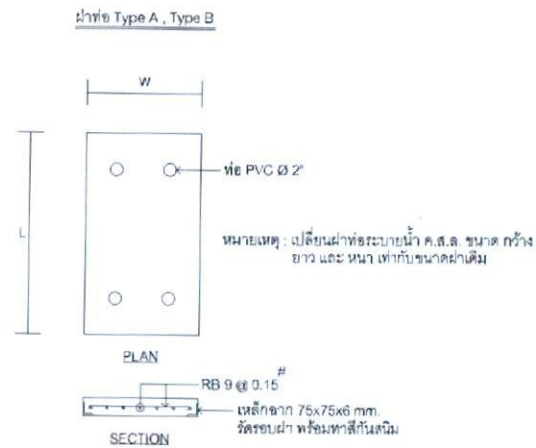 ฝาท่อ Type A , Type B
W
ท่อ PVC Ø 2"
L
หมายเหตุ : เปลี่ยนฝาท่อระบายน้ำ ค.ส.ล. ขนาด กว้าง
ยาว และ หนา เท่ากับขนาดฝาเดิม
PLAN
RB 9 @ 0.15 #
เหล็กฉาก 75x75x6 mm.
รัดรอบฝา พร้อมทาสีกันสนิม
SECTION